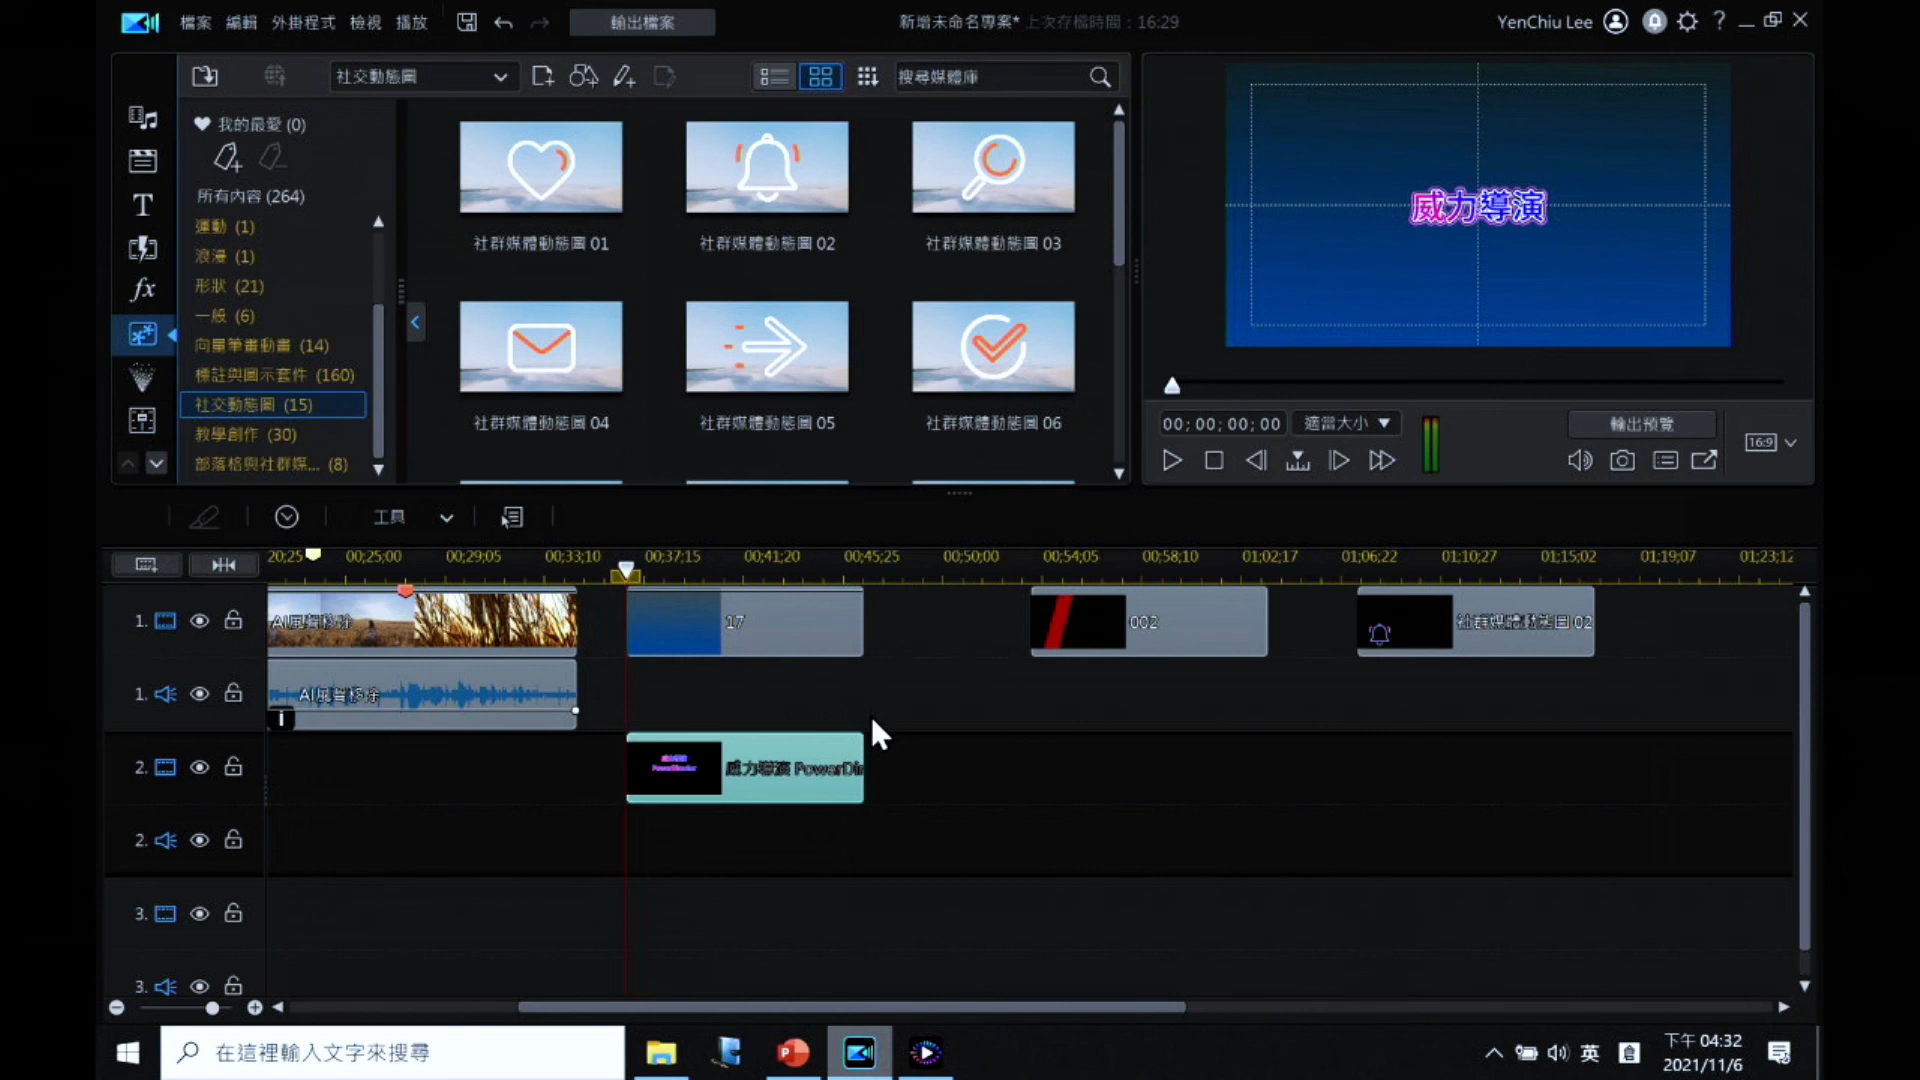 檔案 編輯 外掛程式 檢視 播放
輸出檔案
新增未命名專案* 上次存檔時間：16:29
YenChiu Lee
社交動態圖
搜尋媒體庫
我的最愛 (0)
所有內容 (264)
運動 (1)
浪漫 (1)
形狀 (21)
一般 (6)
向量筆畫動畫 (14)
標註與圖示套件 (160)
社交動態圖 (15)
教學創作 (30)
部落格與社群媒... (8)
社群媒體動態圖 01
社群媒體動態圖 02
社群媒體動態圖 03
社群媒體動態圖 04
社群媒體動態圖 05
社群媒體動態圖 06
威力導演
00; 00; 00; 00
適當大小
輸出預覽
16:9
工具
20;25 00;25;00 00;29;05 00;33;10 00;37;15 00;41;20 00;45;25 00;50;00 00;54;05 00;58;10 01;02;17 01;06;22 01;10;27 01;15;02 01;19;07 01;23;12
1.
AI風聲移除
17
002
社群媒體動態圖 02
1.
AI風聲移除
i
2.
威力導演
PowerDirector
威力導演 PowerDir
2.
3.
3.
在這裡輸入文字來搜尋
英
下午 04:32
2021/11/6